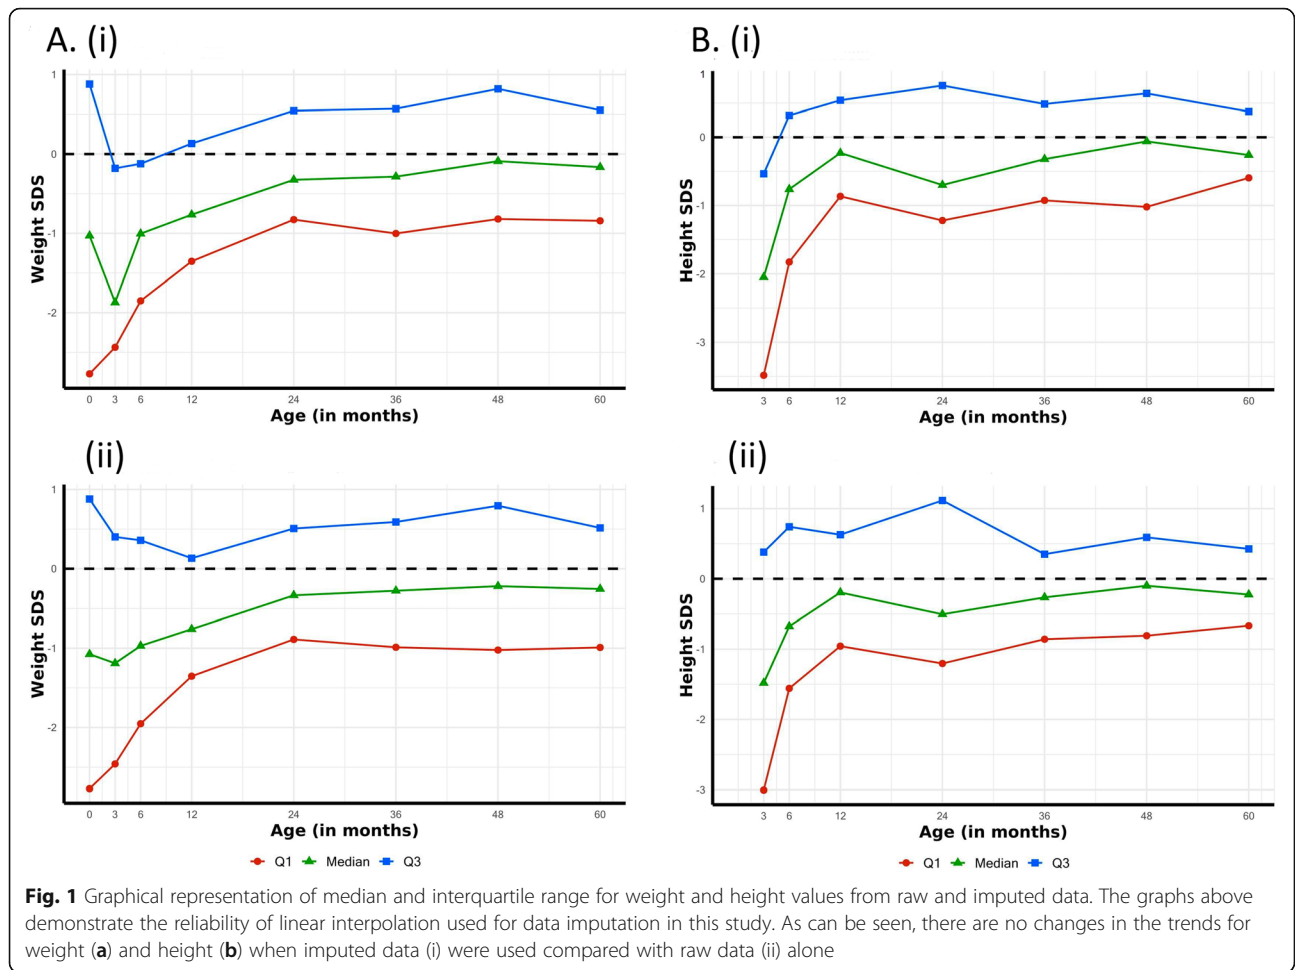 A. (i)
1
0
-1
-2
Weight SDS
0 3 6 12 24 36 48 60
Age (in months)
B. (i)
1
0
-1
-2
-3
Height SDS
3 6 12 24 36 48 60
Age (in months)
(ii)
1
0
-1
-2
Weight SDS
0 3 6 12 24 36 48 60
Age (in months)
Q1 Median Q3
(ii)
1
0
-1
-2
-3
Height SDS
3 6 12 24 36 48 60
Age (in months)
Q1 Median Q3
Fig. 1 Graphical representation of median and interquartile range for weight and height values from raw and imputed data. The graphs above
demonstrate the reliability of linear interpolation used for data imputation in this study. As can be seen, there are no changes in the trends for
weight (a) and height (b) when imputed data (i) were used compared with raw data (ii) alone